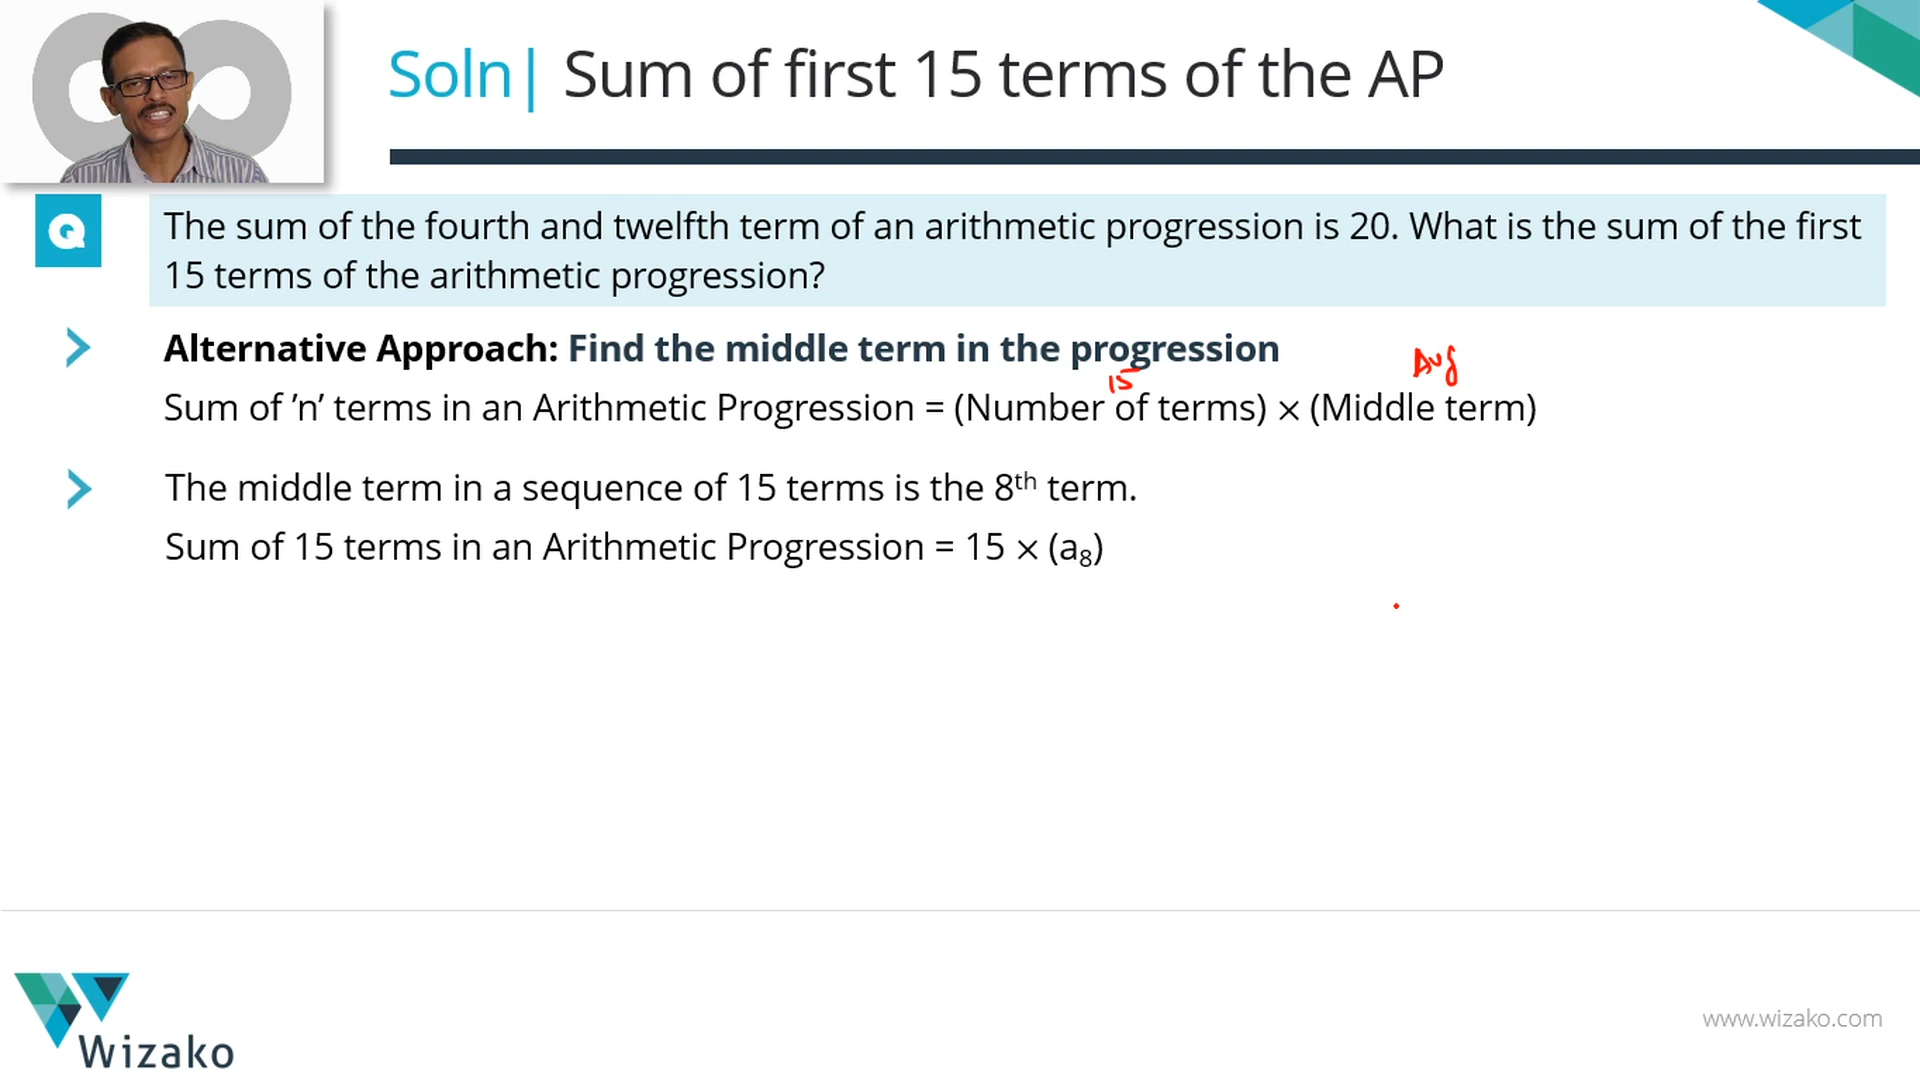 Soln| Sum of first 15 terms of the AP
Q
The sum of the fourth and twelfth term of an arithmetic progression is 20. What is the sum of the first
15 terms of the arithmetic progression?
Alternative Approach: Find the middle term in the progression
15
Avg
Sum of ’n’ terms in an Arithmetic Progression = (Number of terms) × (Middle term)
The middle term in a sequence of 15 terms is the 8th term.
Sum of 15 terms in an Arithmetic Progression = 15 × (a₈)
www.wizako.com
Wizako